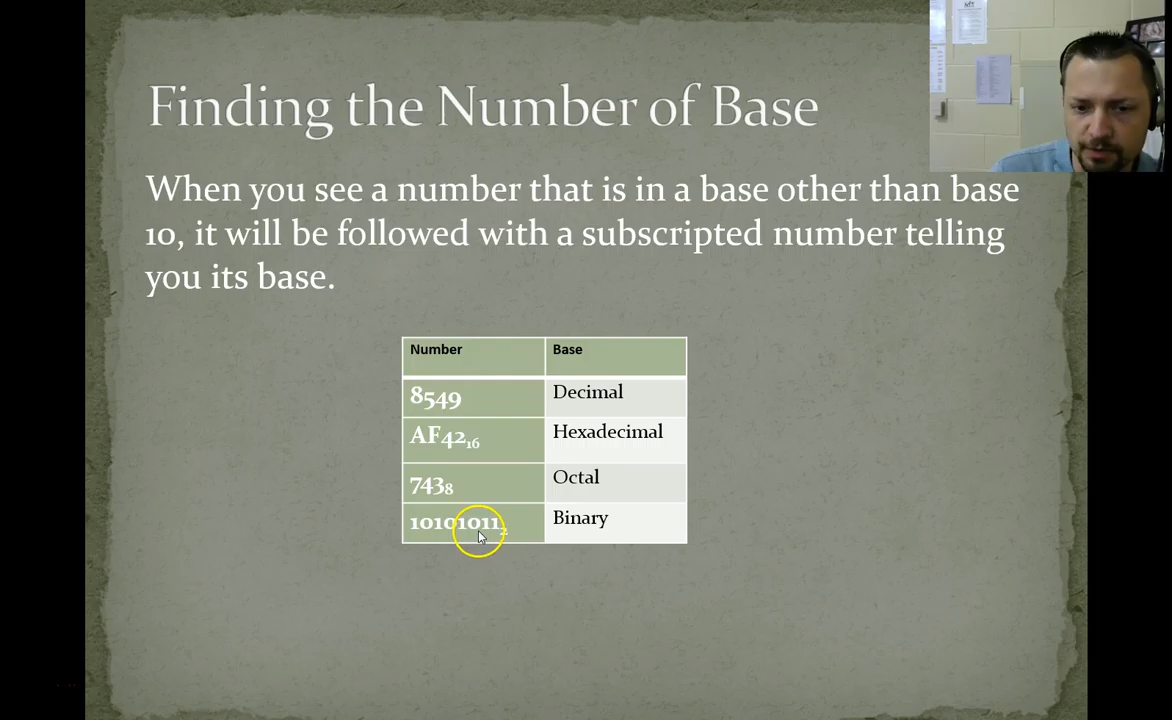 Finding the Number of Base
When you see a number that is in a base other than base
10, it will be followed with a subscripted number telling
you its base.
Number Base
8549 Decimal
AF42₁₆ Hexadecimal
743₈ Octal
10101011₂ Binary